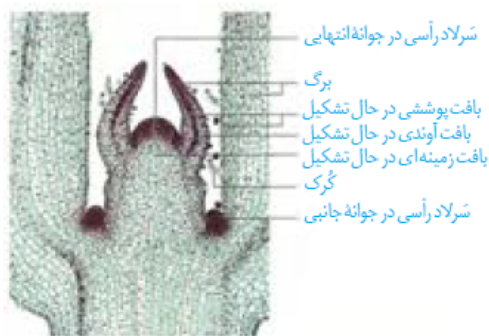 سَرلاد رأسی در جوانهٔ انتهایی
برگ
بافت پوششی در حال تشکیل
بافت آوندی در حال تشکیل
بافت زمینه‌ای در حال تشکیل
کُرک
سَرلاد رأسی در جوانهٔ جانبی